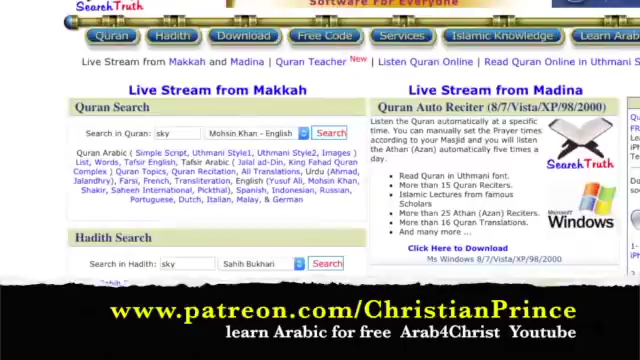 SearchTruth
Software for Everyone
Quran
Hadith
Download
Free Code
Services
Islamic Knowledge
Learn Arab
Live Stream from Makkah and Madina | Quran Teacher New | Listen Quran Online | Read Quran Online in Uthmani S
Live Stream from Makkah
Quran Search
Search in Quran: sky Mohsin Khan - English Search
Quran Arabic ( Simple Script, Uthmani Style1, Uthmani Style2, Images )
List, Words, Tafsir English, Tafsir Arabic ( Jalal ad-Din, King Fahad Quran
Complex ) Quran Topics, Quran Recitation, All Translations, Urdu (Ahmad,
Jalandhry), Farsi, French, Transliteration, English (Yusuf Ali, Mohsin Khan,
Shakir, Saheen International, Pickthal), Spanish, Indonesian, Russian,
Portuguese, Dutch, Italian, Malay, & German
Hadith Search
Search in Hadith: sky Sahih Bukhari Search
Live Stream from Madina
Quran Auto Reciter (8/7/Vista/XP/98/2000)
Listen the Quran automatically at a specific
time. You can manually set the Prayer times
according to your Masjid and you will listen
the Athan (Azan) automatically five times a
day.
SearchTruth
• Read Quran in Uthmani font.
• More than 15 Quran Reciters.
• Islamic Lectures from famous
Scholars
• More than 25 Athan (Azan) Reciters.
• More than 16 Quran Translations.
• And many more ...
Microsoft
Windows
Click Here to Download
Ms Windows 8/7/Vista/XP/98/2000
www.patreon.com/ChristianPrince
learn Arabic for free Arab4Christ Youtube